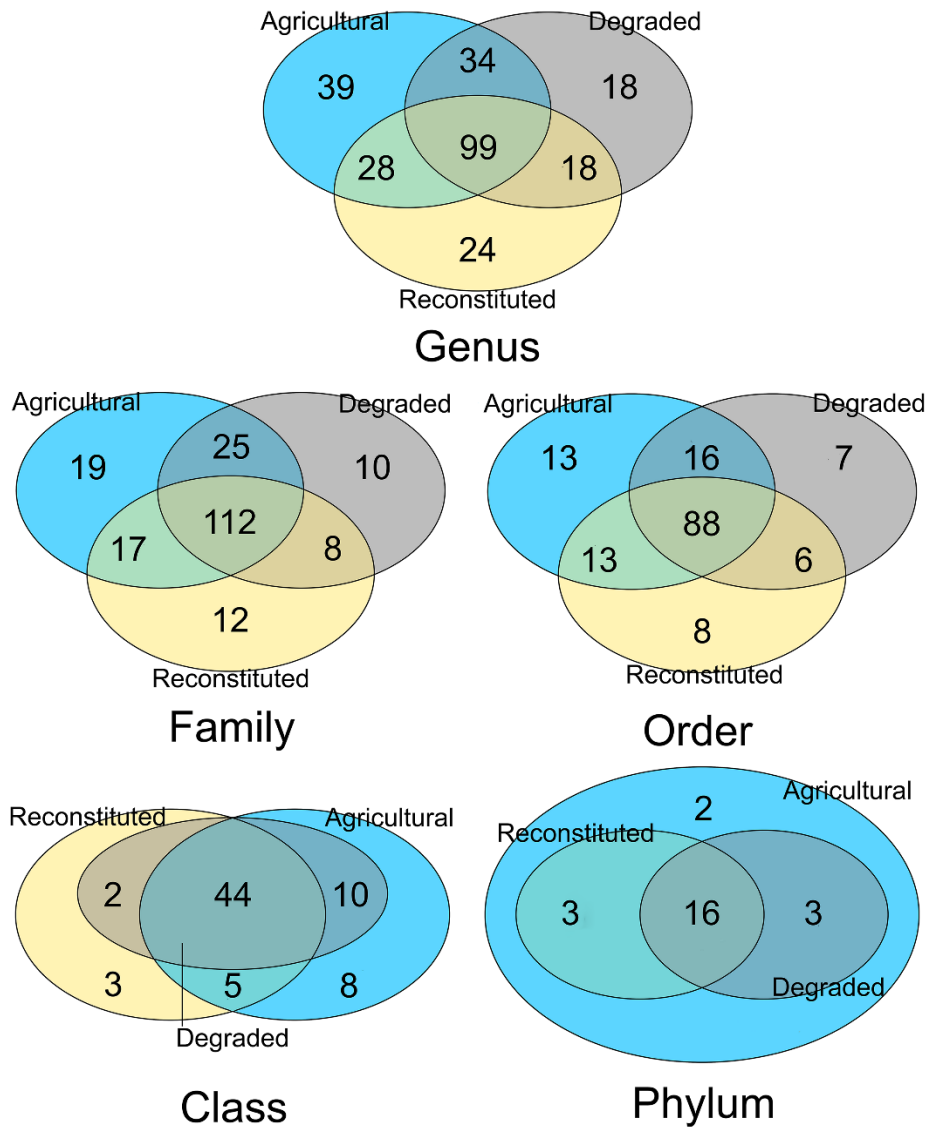 Agricultural
Degraded
34
39
18
99
28
18
24
Reconstituted
Genus
Agricultural
Degraded
25
19
10
112
17
8
12
Reconstituted
Family
Agricultural
Degraded
16
13
7
88
13
6
8
Reconstituted
Order
Reconstituted
Agricultural
2
44
10
3
5
8
Degraded
Class
Agricultural
2
Reconstituted
3
16
3
Degraded
Phylum